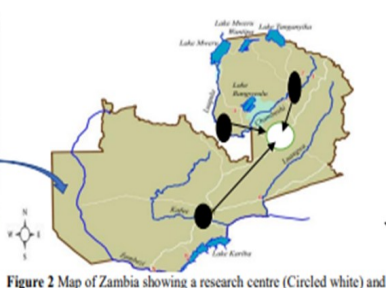 Lake Mweru
Wantipa
Lake Tanganyika
Lake Mweru
Lake
Bangweulu
Luapula
Chambeshi
Luangwa
Kafue
N
W E
S
Zambezi
Lake Kariba
Figure 2 Map of Zambia showing a research centre (Circled white) and